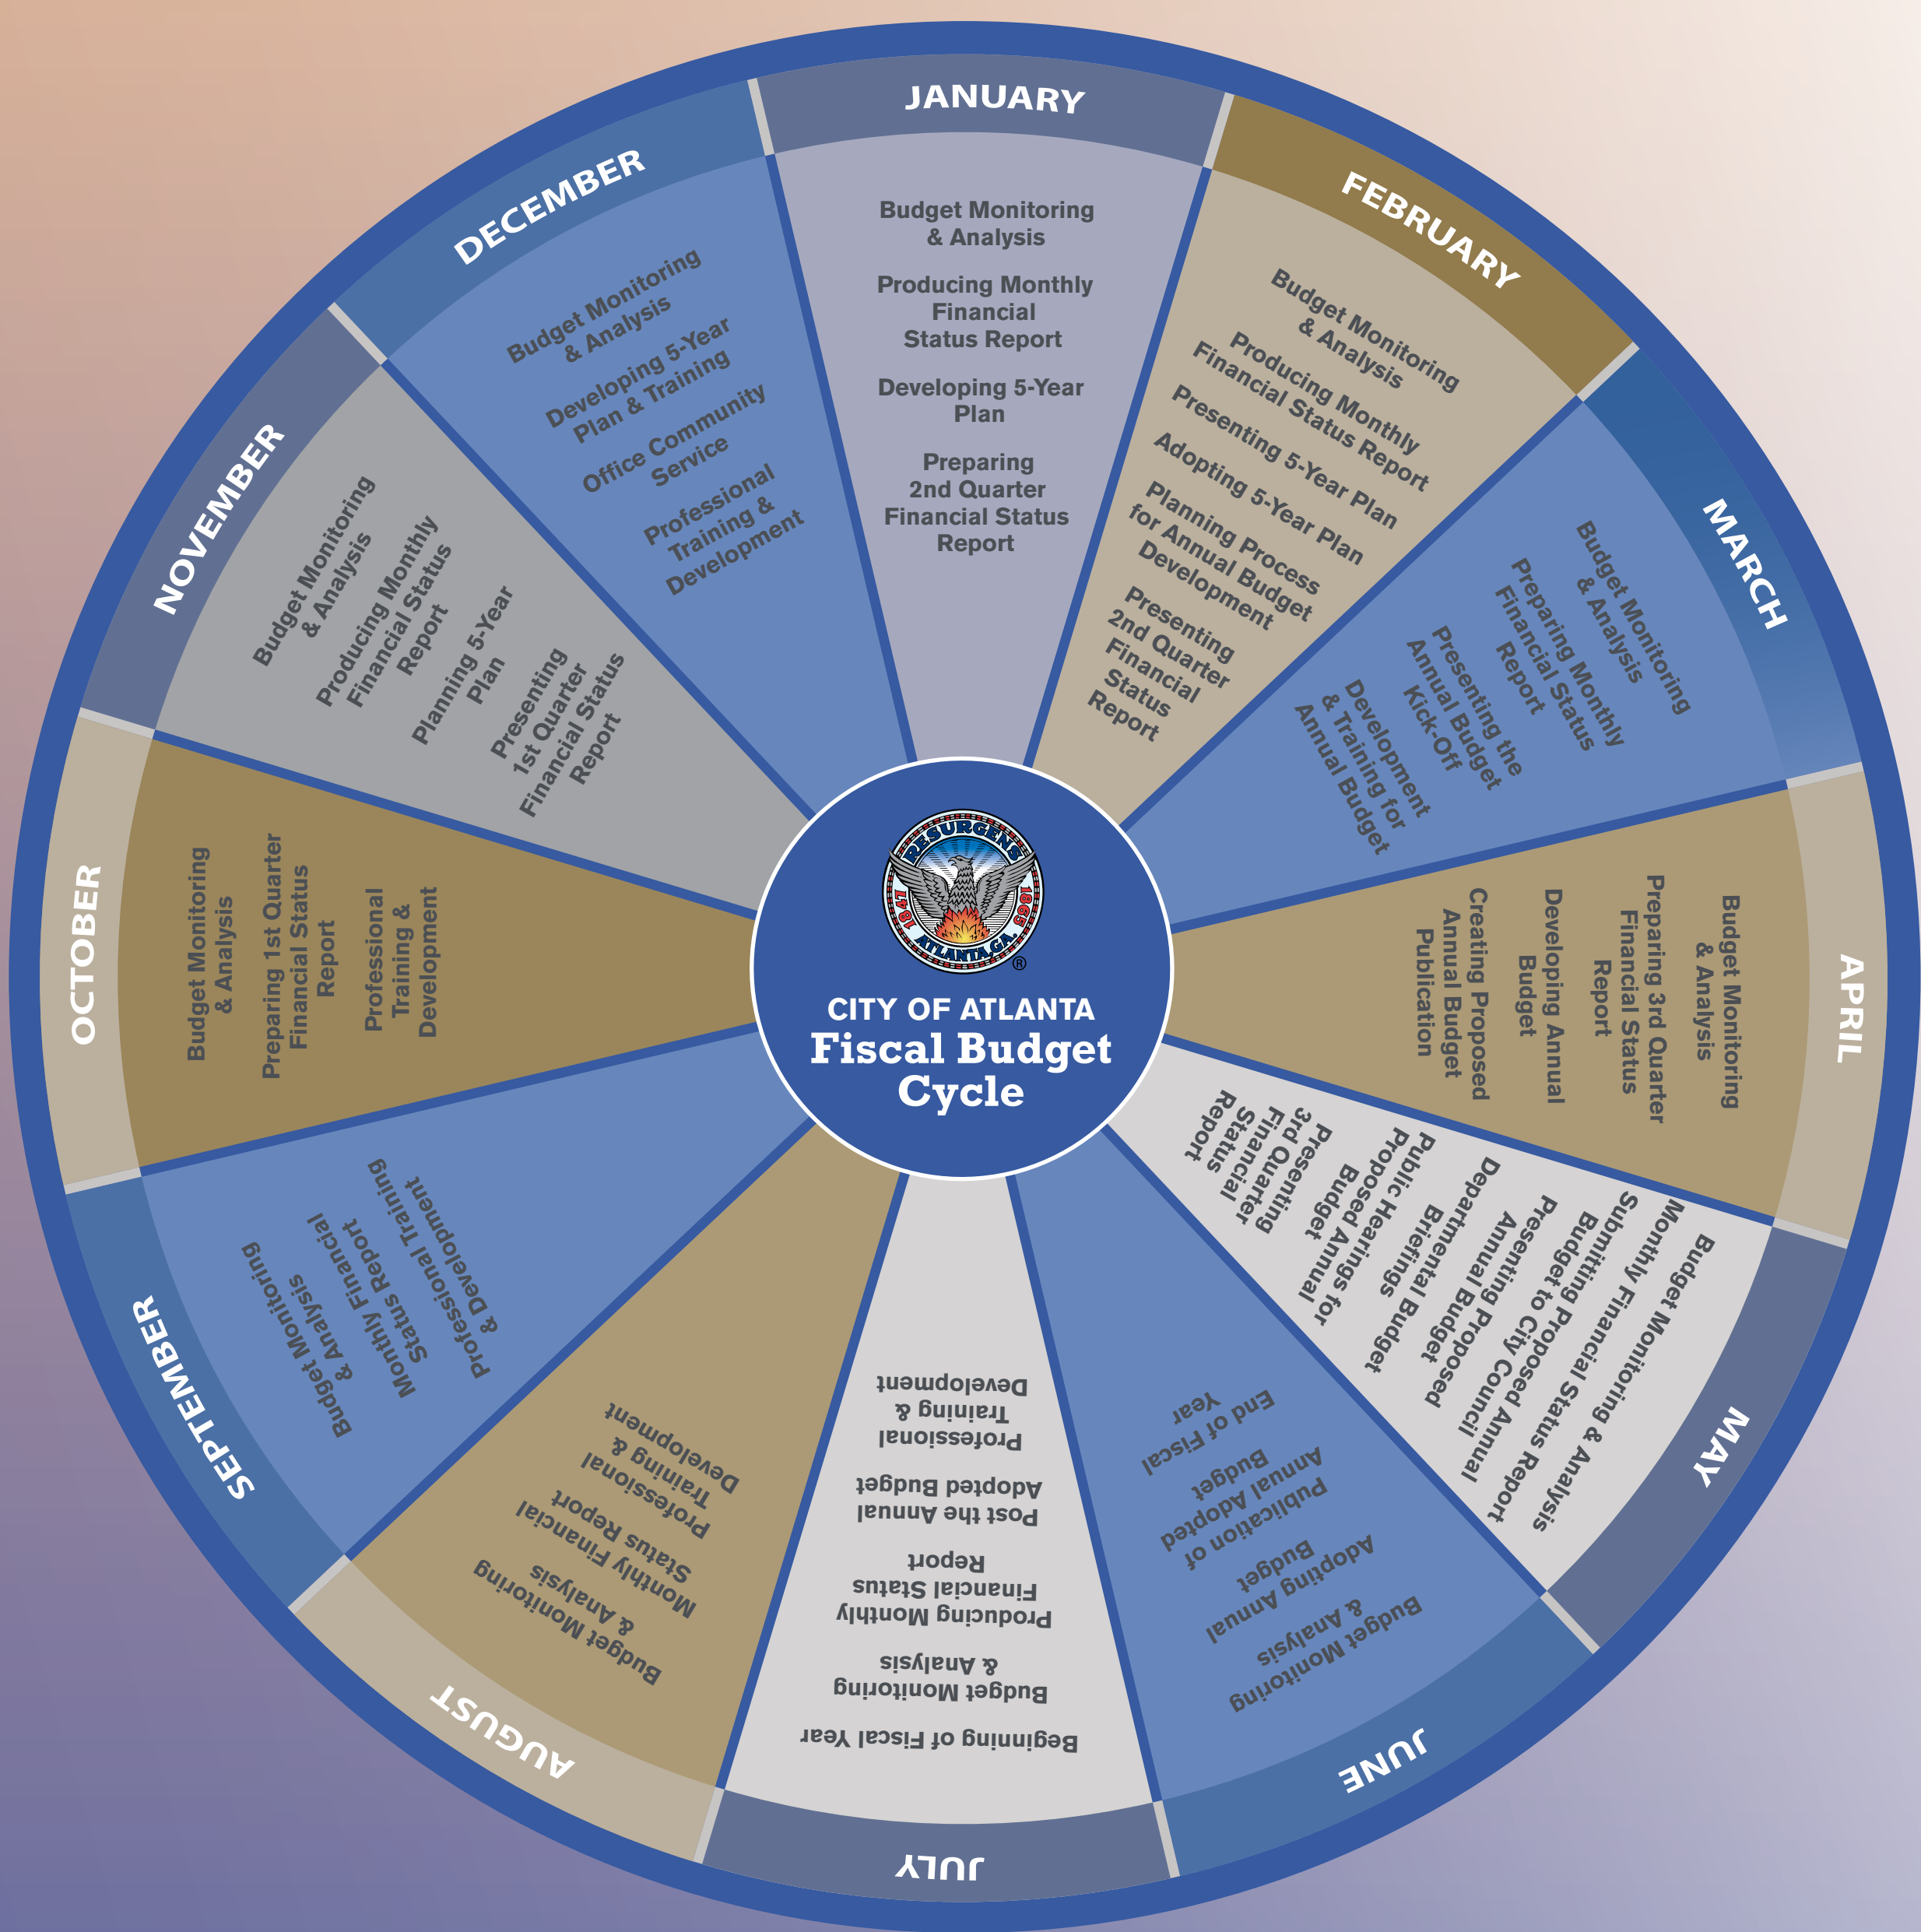 JANUARY
Budget Monitoring
& Analysis
Producing Monthly
Financial
Status Report
Developing 5-Year
Plan
Preparing
2nd Quarter
Financial Status
Report
FEBRUARY
Budget Monitoring
& Analysis
Producing Monthly
Financial Status Report
Presenting 5-Year Plan
Adopting 5-Year Plan
Planning Process
for Annual Budget
Development
Presenting
2nd Quarter
Financial
Status
Report
MARCH
Budget Monitoring
& Analysis
Preparing Monthly
Financial Status
Report
Presenting the
Annual Budget
Kick-Off
Development
& Training for
Annual Budget
APRIL
Budget Monitoring
& Analysis
Preparing 3rd Quarter
Financial Status
Report
Developing Annual
Budget
Creating Proposed
Annual Budget
Publication
MAY
Budget Monitoring & Analysis
Monthly Financial Status Report
Submitting Proposed Annual
Budget to City Council
Presenting Proposed
Annual Budget
Departmental Budget
Briefings
Public Hearings for
Proposed Annual
Budget
Presenting
3rd Quarter
Financial
Status
Report
JUNE
Budget Monitoring
& Analysis
Adopting Annual
Budget
Publication of
Annual Adopted
Budget
End of Fiscal
Year
JULY
Beginning of Fiscal Year
Budget Monitoring
& Analysis
Producing Monthly
Financial Status
Report
Post the Annual
Adopted Budget
Professional
Training &
Development
AUGUST
Budget Monitoring
& Analysis
Monthly Financial
Status Report
Professional
Training &
Development
SEPTEMBER
Budget Monitoring
& Analysis
Monthly Financial
Status Report
Professional Training
& Development
OCTOBER
Budget Monitoring
& Analysis
Preparing 1st Quarter
Financial Status
Report
Professional
Training &
Development
NOVEMBER
Budget Monitoring
& Analysis
Producing Monthly
Financial Status
Report
Planning 5-Year
Plan
Presenting
1st Quarter
Financial Status
Report
DECEMBER
Budget Monitoring
& Analysis
Developing 5-Year
Plan & Training
Office Community
Service
Professional
Training &
Development
RESURGENS
1847
1865
ATLANTA, GA.
®
CITY OF ATLANTA
Fiscal Budget
Cycle